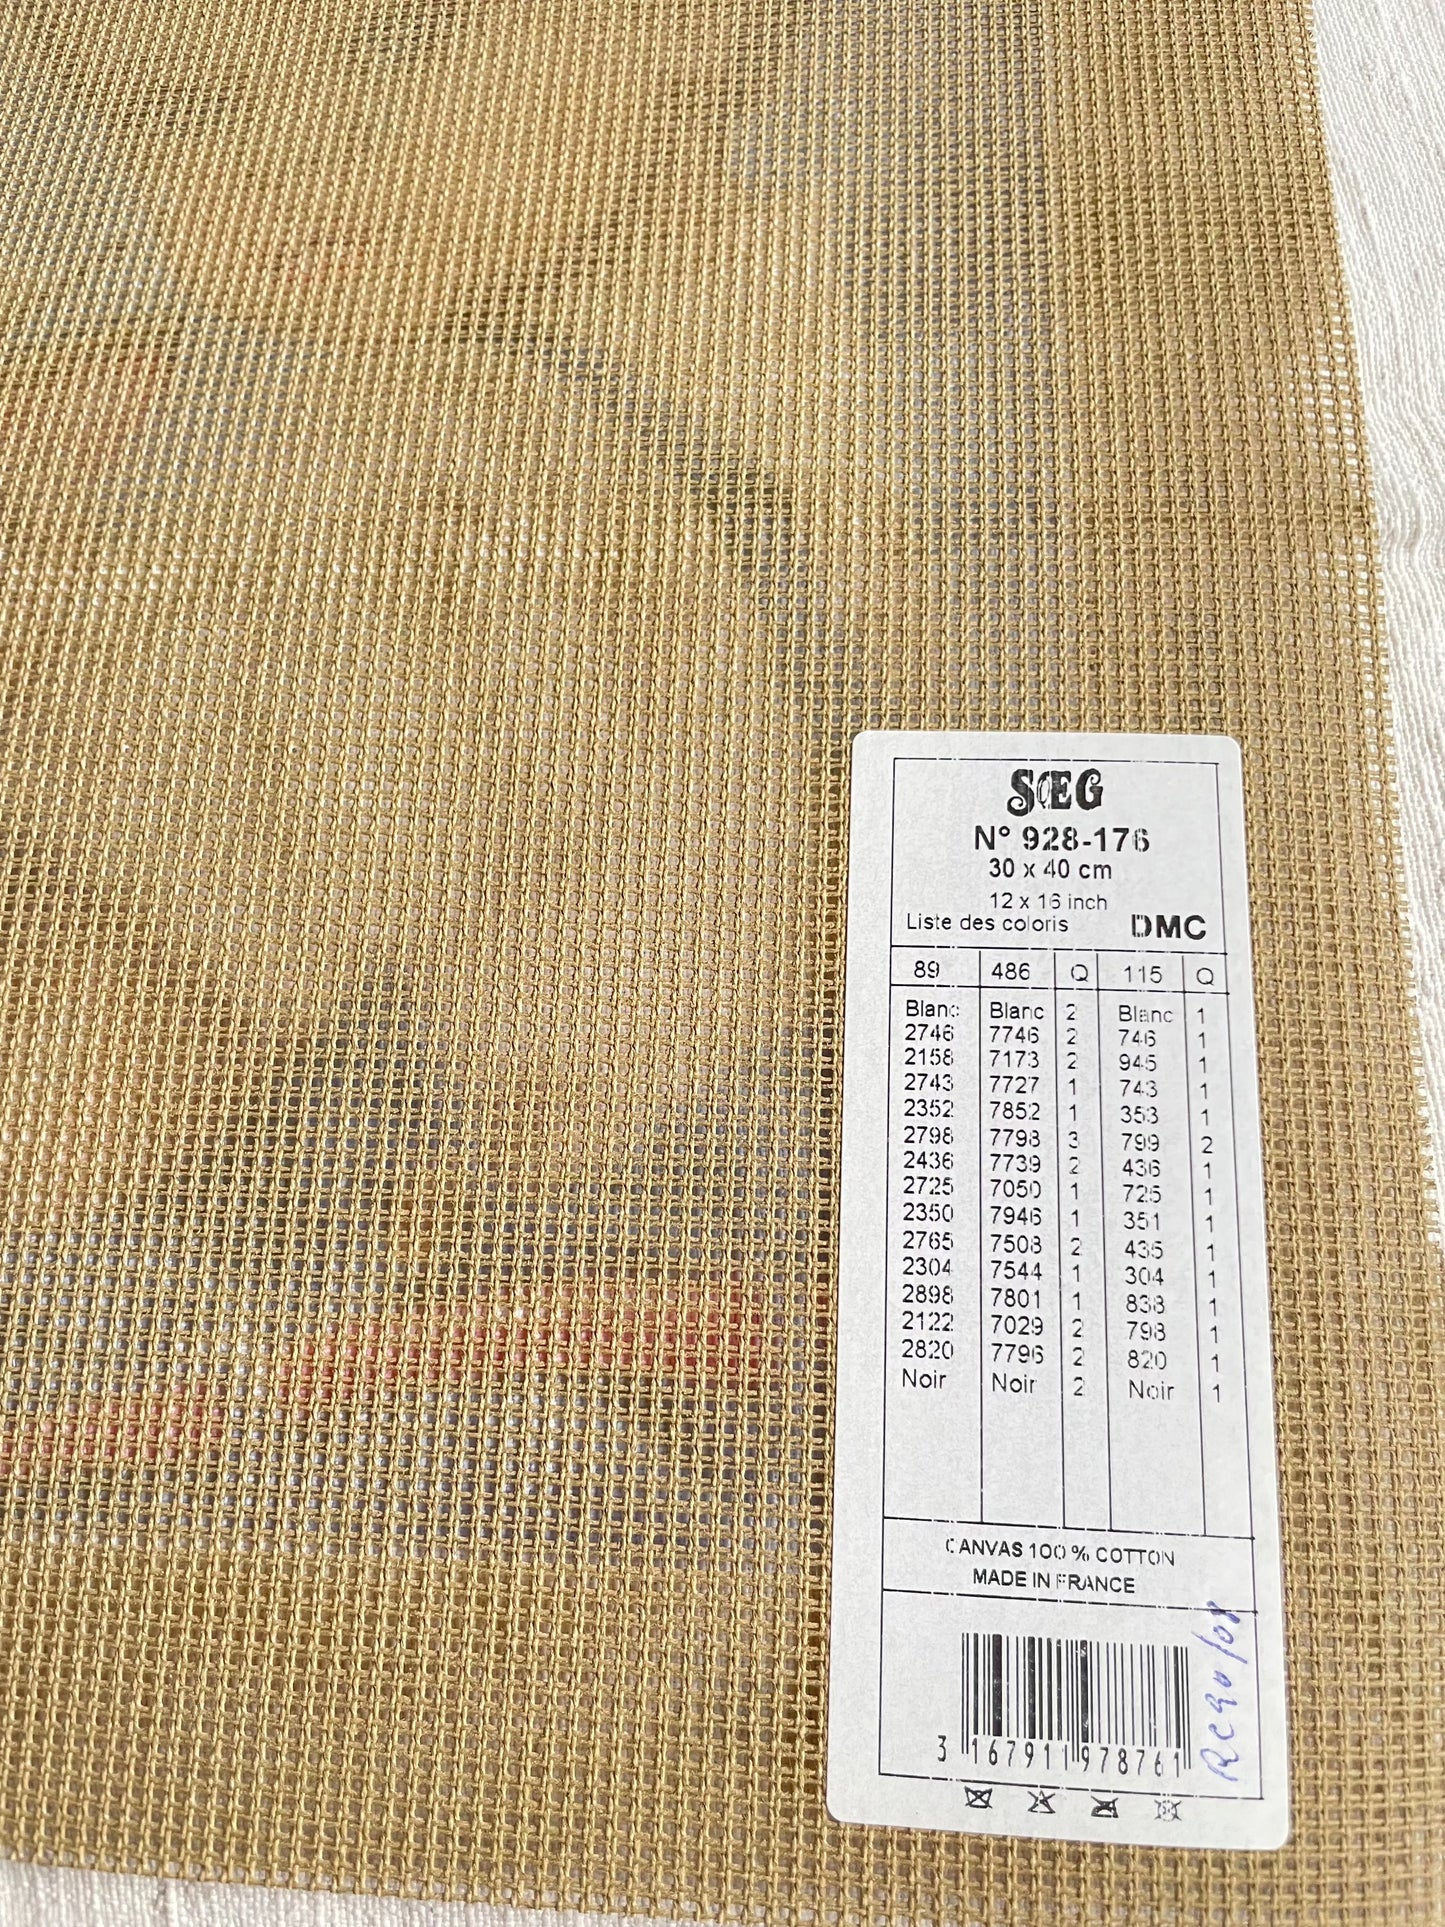 SŒG
N° 928-176
30 x 40 cm
12 x 16 inch
Liste des coloris DMC
89 486 Q 115 Q
Blanc Blanc 2 Blanc 1
2746 7746 2 746 1
2158 7173 2 945 1
2743 7727 1 743 1
2352 7852 1 353 1
2798 7798 3 799 2
2436 7739 2 436 1
2725 7050 1 725 1
2350 7946 1 351 1
2765 7508 2 435 1
2304 7544 1 304 1
2898 7801 1 838 1
2122 7029 2 798 1
2820 7796 2 820 1
Noir Noir 2 Noir 1
CANVAS 100 % COTTON
MADE IN FRANCE
3 167911 978761